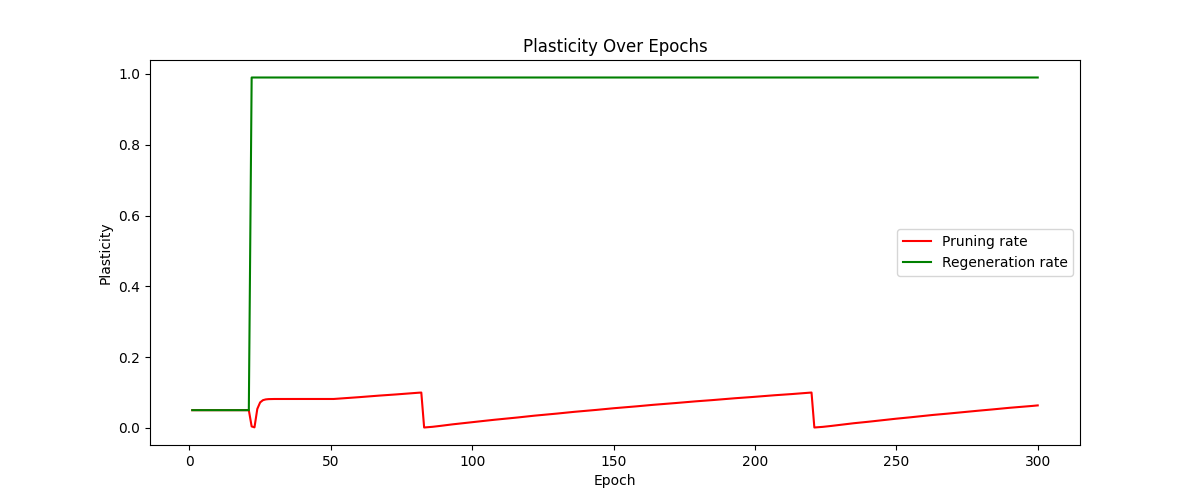 Plasticity Over Epochs
Plasticity
1.0
0.8
0.6
0.4
0.2
0.0
Pruning rate
Regeneration rate
0 50 100 150 200 250 300
Epoch